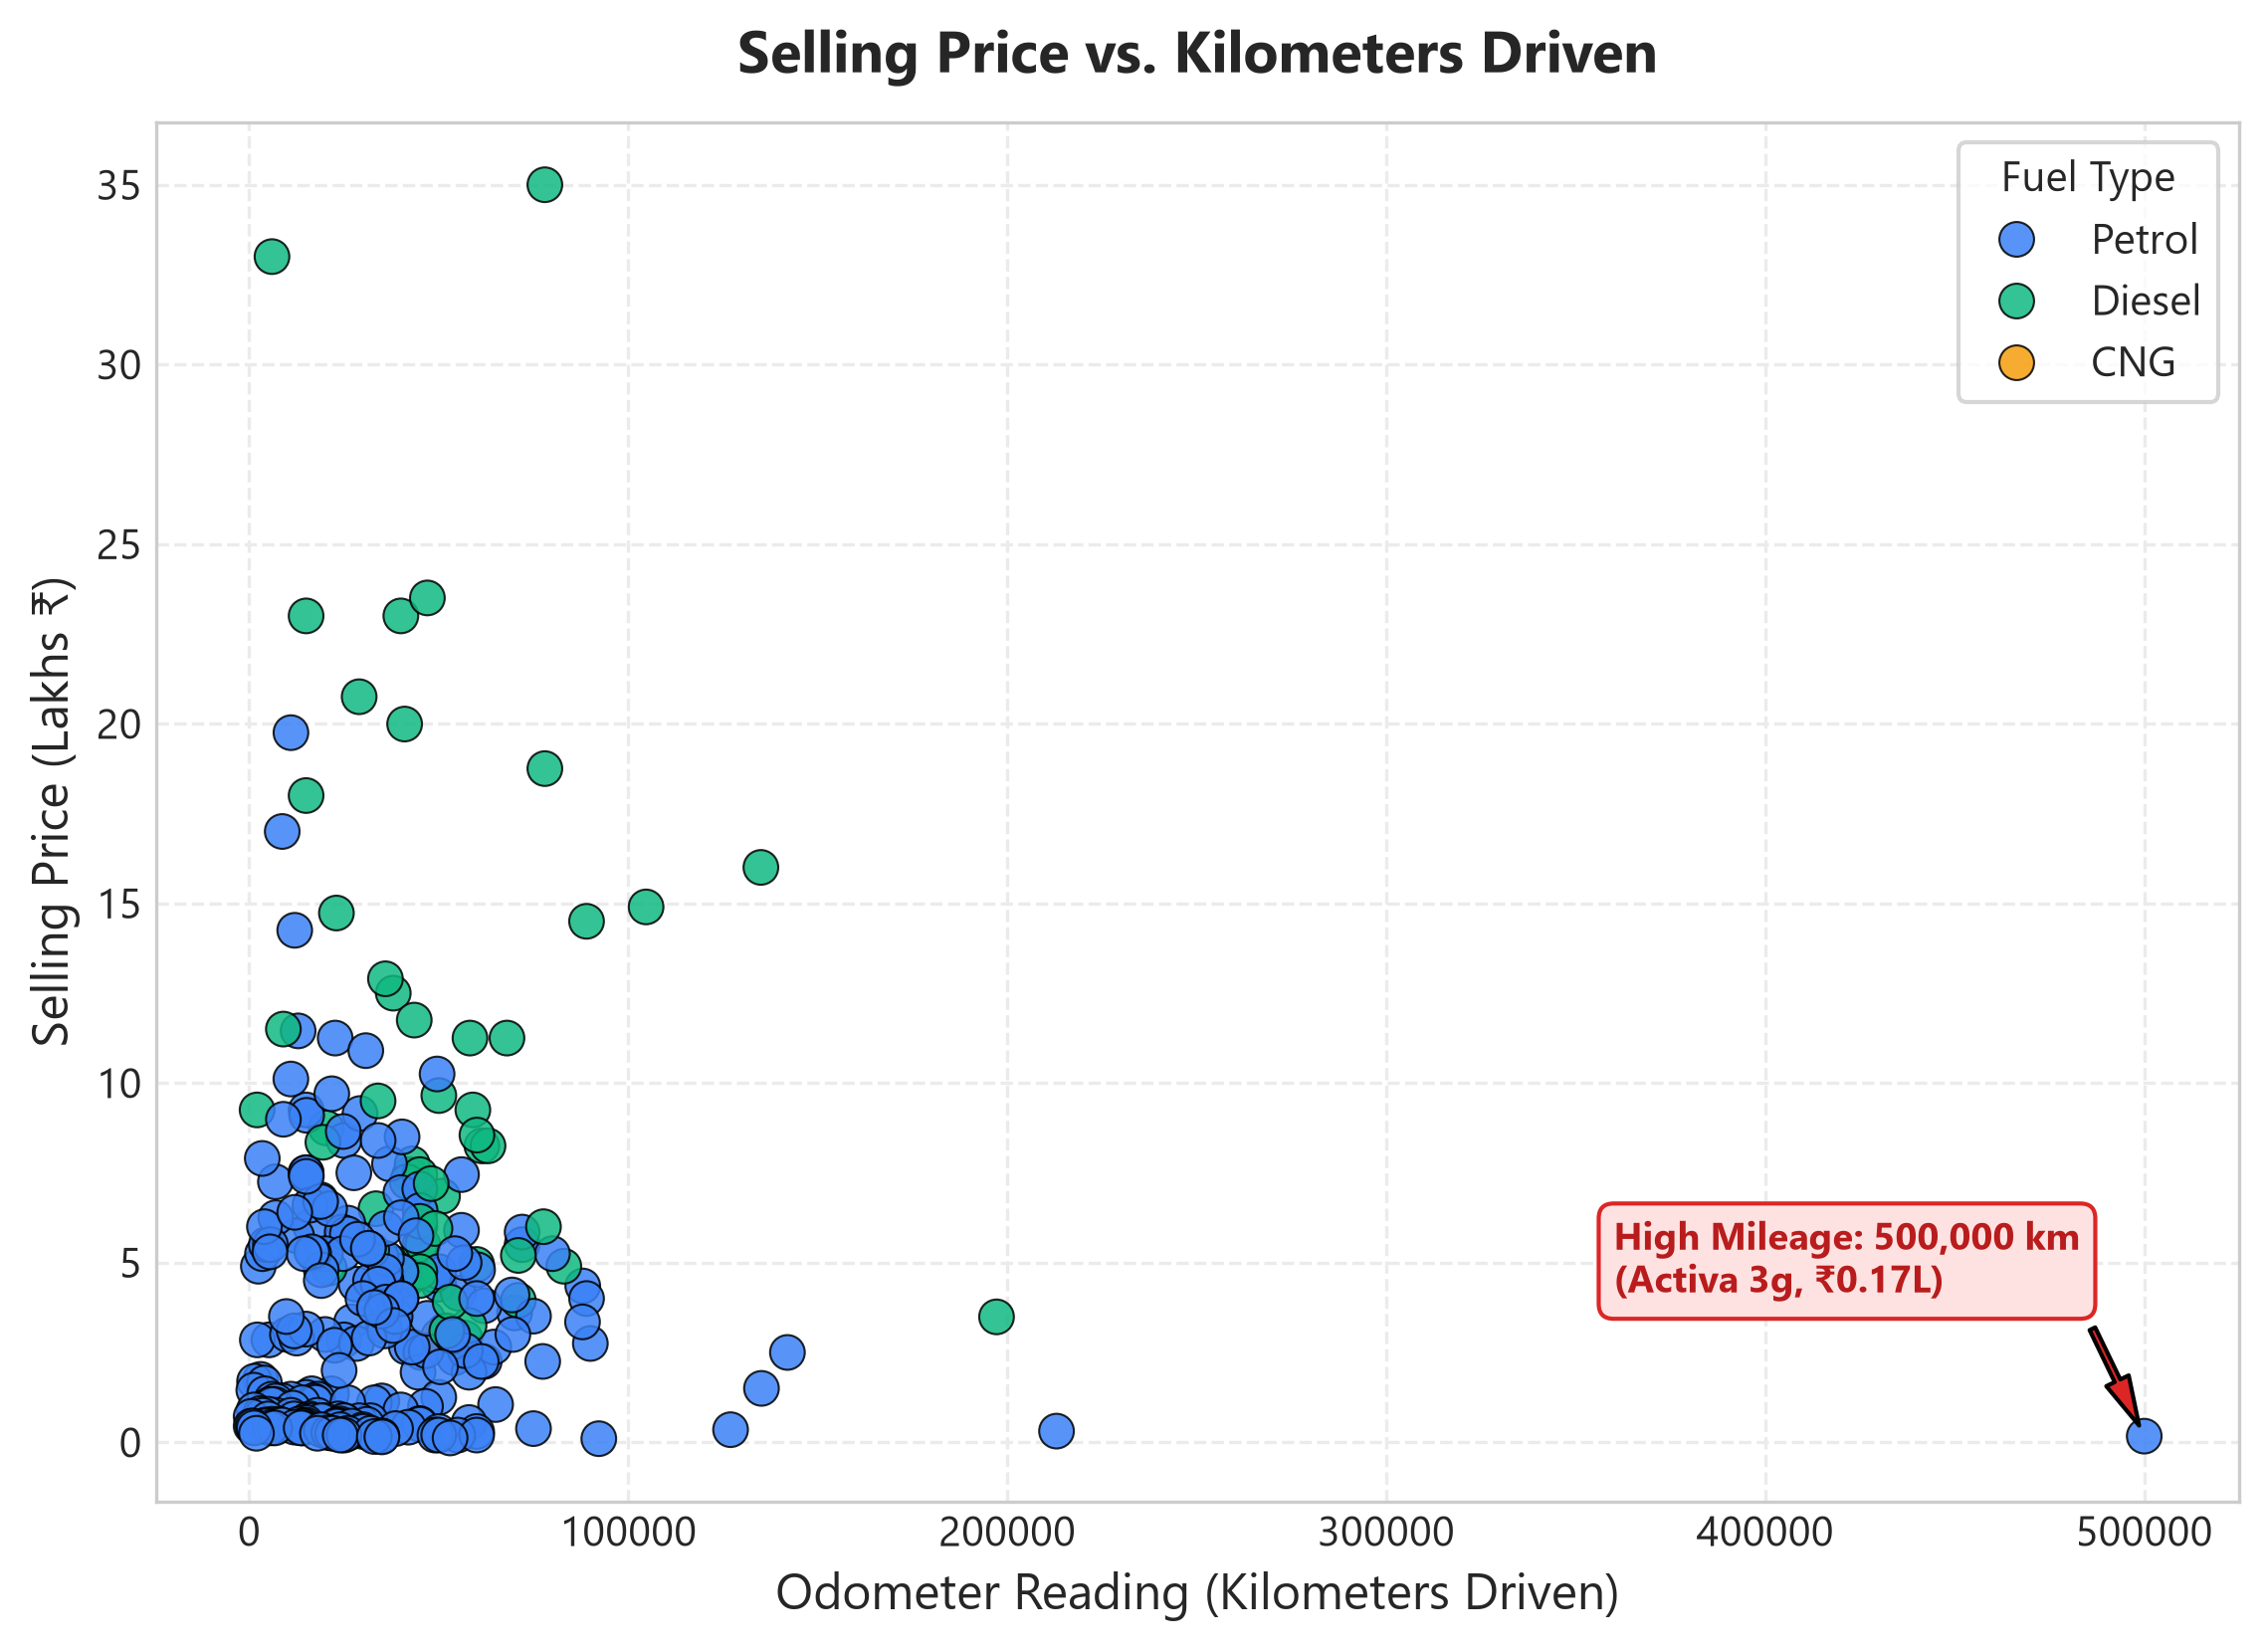 Selling Price vs. Kilometers Driven
Selling Price (Lakhs ₹)
35
30
25
20
15
10
5
0
Fuel Type
Petrol
Diesel
CNG
High Mileage: 500,000 km
(Activa 3g, ₹0.17L)
0 100000 200000 300000 400000 500000
Odometer Reading (Kilometers Driven)